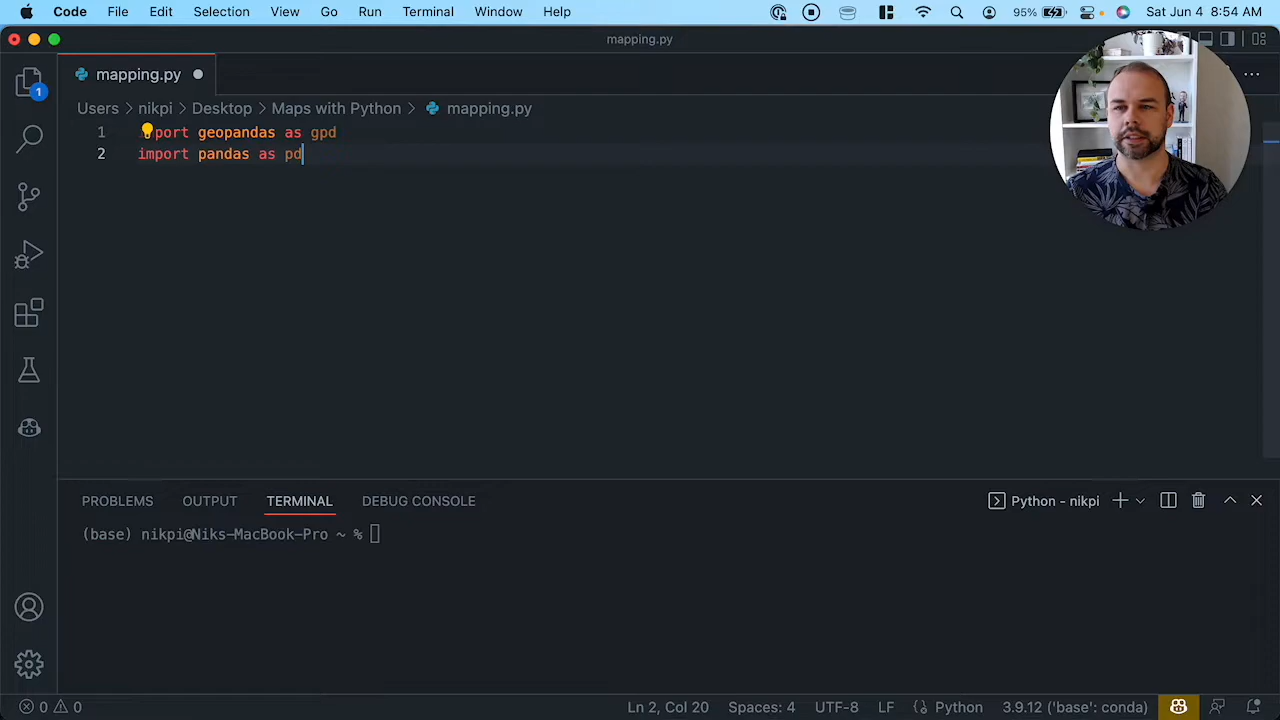 Code File Edit Selection View Go Run Terminal Window Help 95% Sat Jun 4 8:54 AM
mapping.py
mapping.py
Users > nikpi > Desktop > Maps with Python > mapping.py
1 port geopandas as gpd
2 import pandas as pd
1
PROBLEMS OUTPUT TERMINAL DEBUG CONSOLE Python - nikpi
(base) nikpi@Niks-MacBook-Pro ~ %
0 0 Ln 2, Col 20 Spaces: 4 UTF-8 LF Python 3.9.12 ('base': conda)